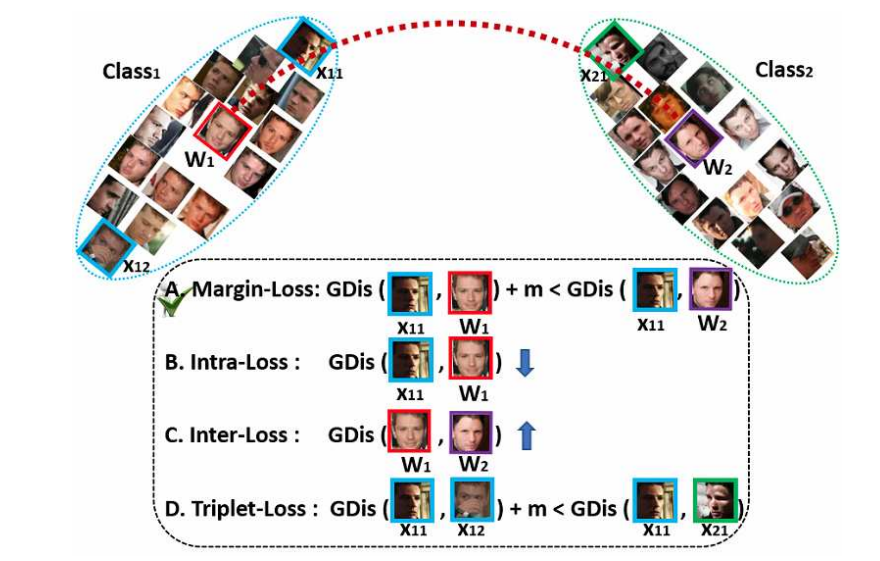 Class1
x11
x21
Class2
W1
W2
x12
A. Margin-Loss: GDis ( , ) + m < GDis ( , )
x11 W1 x11 W2
B. Intra-Loss : GDis ( , )
x11 W1
C. Inter-Loss : GDis ( , )
W1 W2
D. Triplet-Loss : GDis ( , ) + m < GDis ( , )
x11 x12 x11 x21